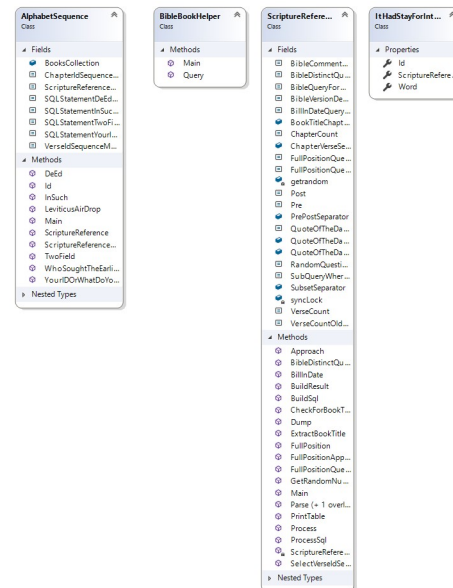 AlphabetSequence
Class
Fields
BooksCollection
ChapterIdSequence...
ScriptureReference...
SQLStatementDeEd...
SQLStatementInSuc...
SQLStatementTwoFi...
SQLStatementYourI...
VerseIdSequenceM...
Methods
DeEd
Id
InSuch
LeviticusAirDrop
Main
ScriptureReference
ScriptureReference...
TwoField
WhoSoughtTheEarli...
YourIDOrWhatDoYo...
Nested Types
BibleBookHelper
Class
Methods
Main
Query
ScriptureRefere...
Class
Fields
BibleComment...
BibleDistinctQu...
BibleQueryFor...
BibleVersionDe...
BillInDateQuery...
BookTitleChapt...
ChapterCount
ChapterVerseSe...
FullPositionQue...
FullPositionQue...
getrandom
Post
Pre
PrePostSeparator
QuoteOfTheDa...
QuoteOfTheDa...
QuoteOfTheDa...
RandomQuesti...
SubQueryWher...
SubsetSeparator
syncLock
VerseCount
VerseCountOld...
Methods
Approach
BibleDistinctQu...
BillInDate
BuildResult
BuildSql
CheckForBookT...
Dump
ExtractBookTitle
FullPosition
FullPositionApp...
FullPositionQue...
GetRandomNu...
Main
Parse (+ 1 overl...
PrintTable
Process
ProcessSql
ScriptureRefere...
SelectVerseIdSe...
Nested Types
ItHadStayForInt...
Class
Properties
Id
ScriptureRefere...
Word